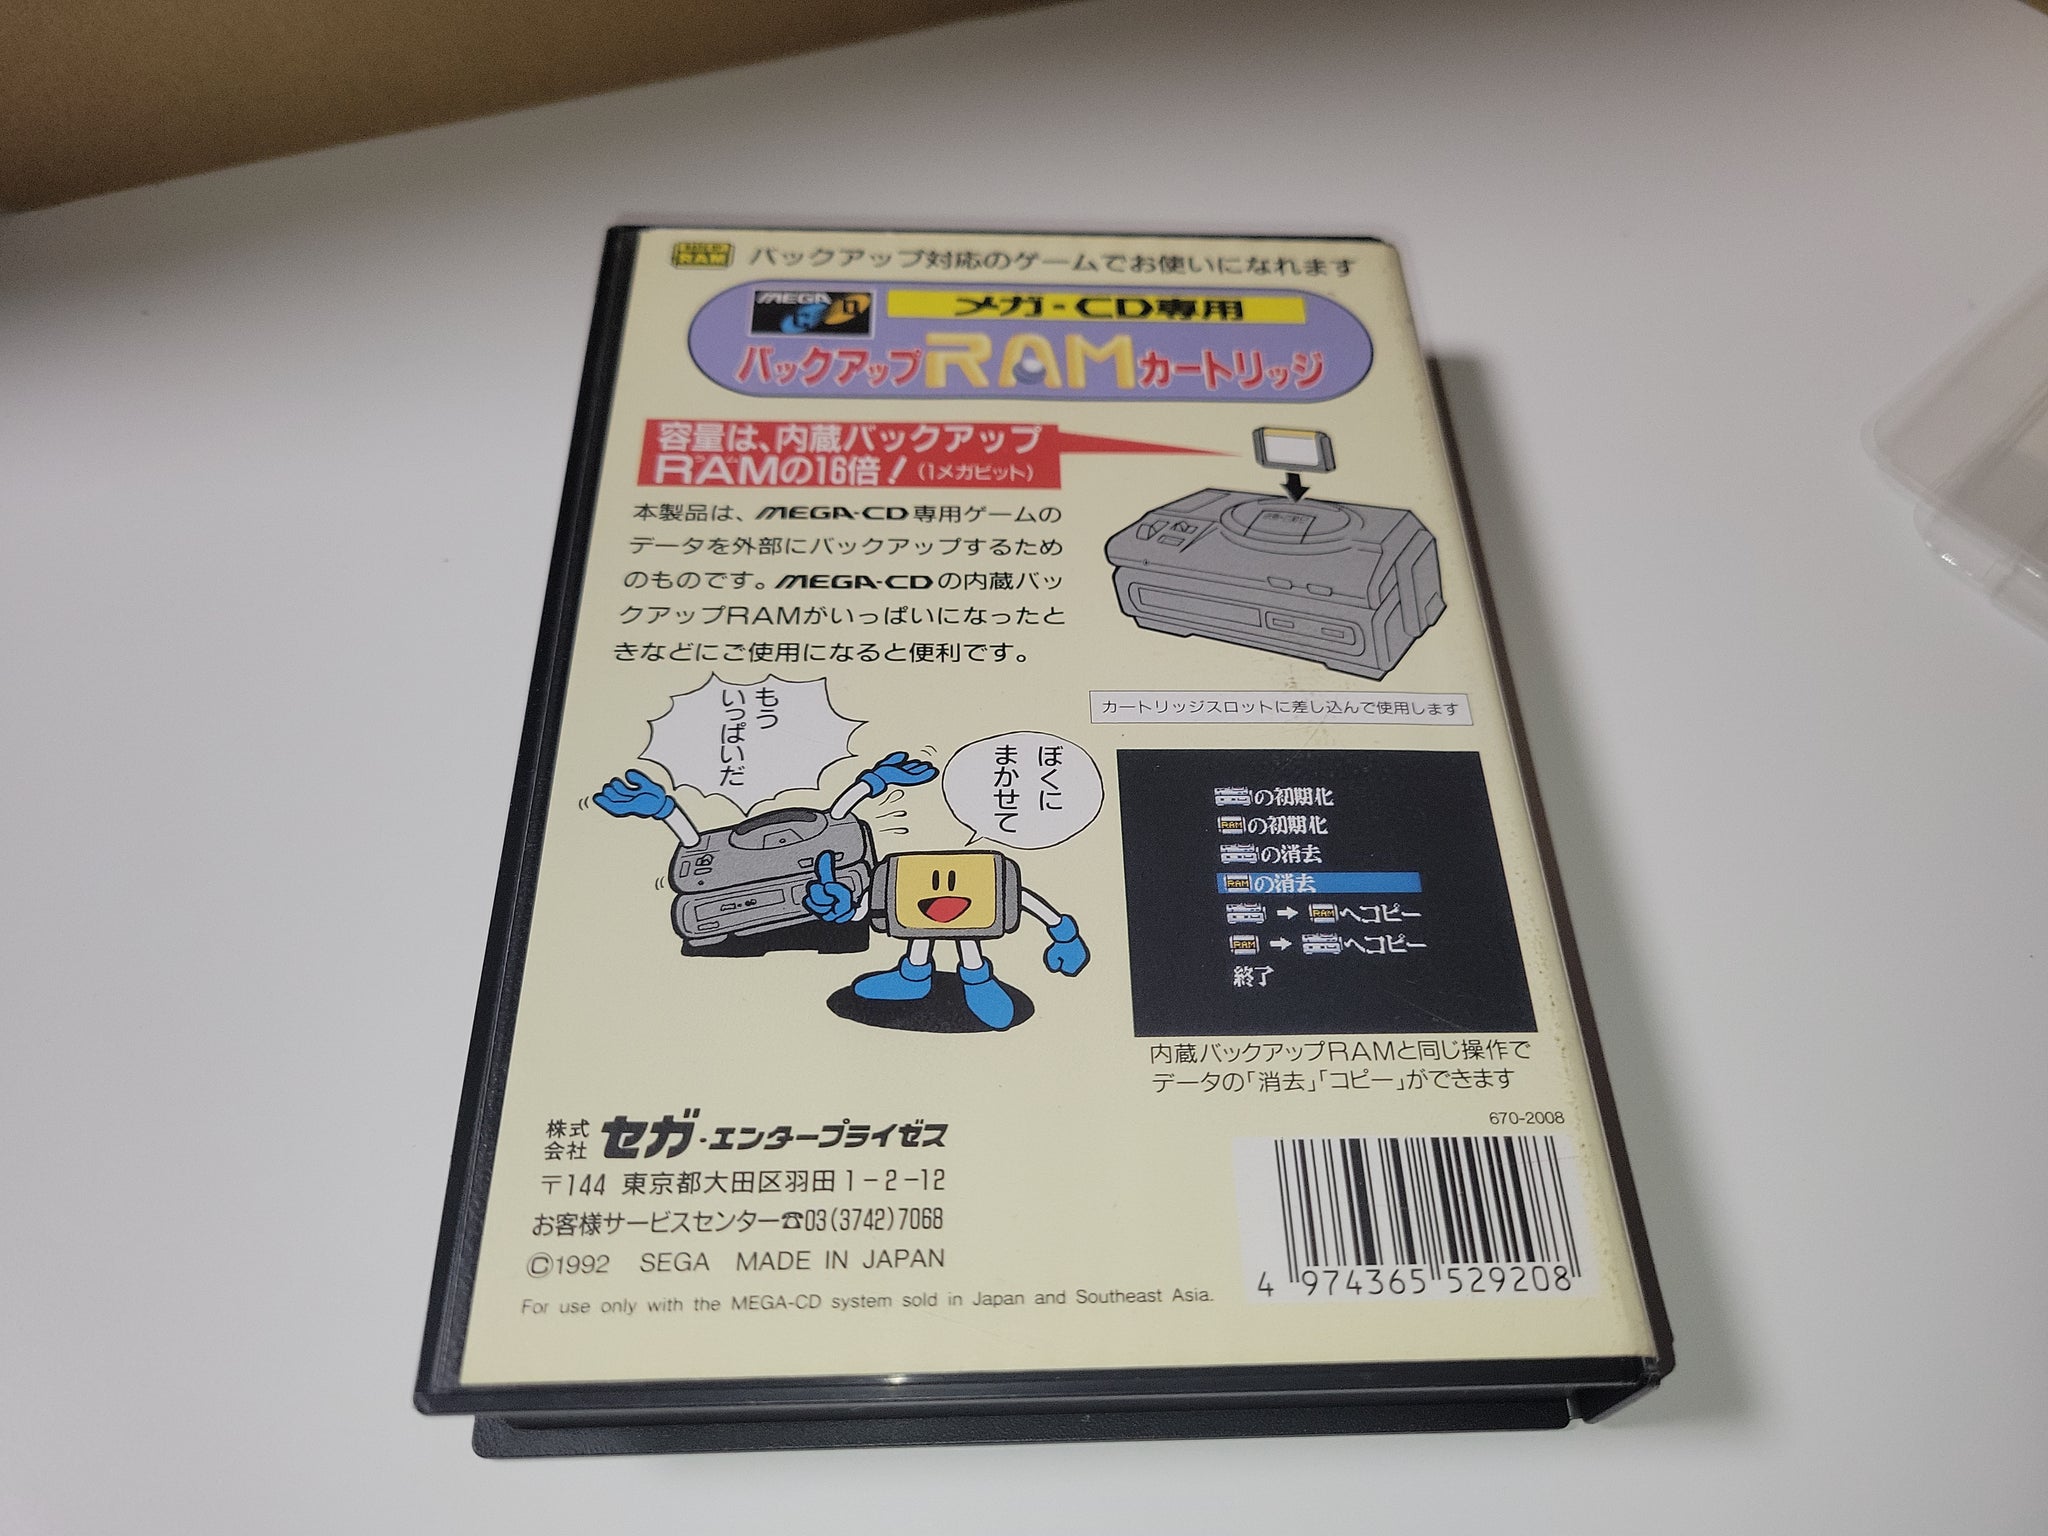 RAM バックアップ対応のゲームでお使いになれます
MEGA CD メガ-CD専用
バックアップRAMカートリッジ
容量は、内蔵バックアップ
RAMの16倍!(1メガビット)
本製品は、MEGA-CD専用ゲームの
データを外部にバックアップするため
のものです。MEGA-CDの内蔵バッ
クアップRAMがいっぱいになったと
きなどにご使用になると便利です。
カートリッジスロットに差し込んで使用します
もう
いっぱいだ
ぼくに
まかせて
の初期化
RAMの初期化
の消去
RAMの消去
➡RAMへコピー
RAM➡へコピー
終了
内蔵バックアップRAMと同じ操作で
データの「消去」「コピー」ができます
670-2008
株式会社 セガ・エンタープライゼス
〒144 東京都大田区羽田1-2-12
お客様サービスセンター☎03(3742)7068
©1992 SEGA MADE IN JAPAN
For use only with the MEGA-CD system sold in Japan and Southeast Asia.
4 974365 529208